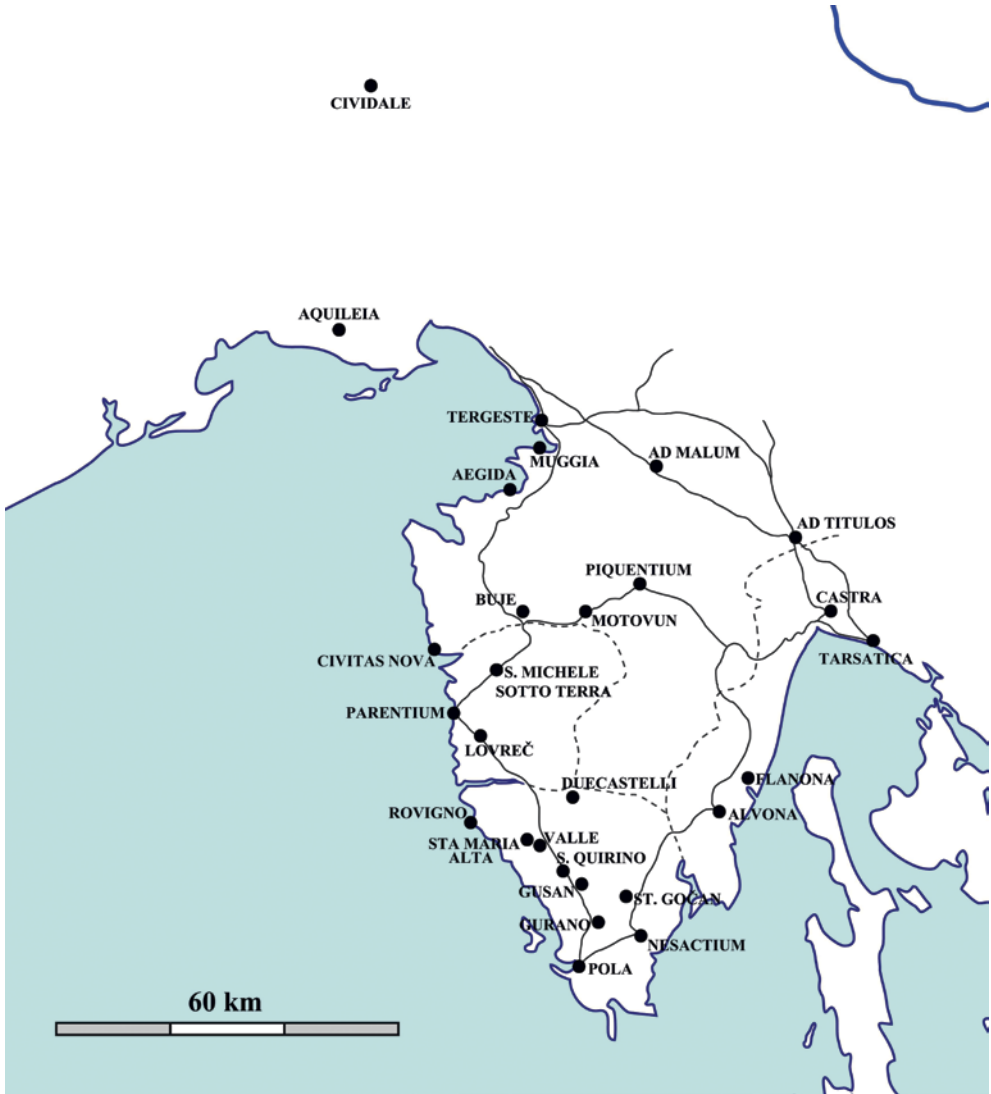 CIVIDALE
AQUILEIA
TERGESTE
MUGGIA
AD MALUM
AEGIDA
AD TITULOS
PIQUENTIUM
BUJE
MOTOVUN
CASTRA
CIVITAS NOVA
TARSATICA
S. MICHELE
SOTTO TERRA
PARENTIUM
LOVREČ
DUECASTELLI
FLANONA
ROVIGNO
ALVONA
STA MARIA
ALTA
VALLE
S. QUIRINO
GUSAN
ST. GOČAN
GURANO
NESACTIUM
POLA
60 km